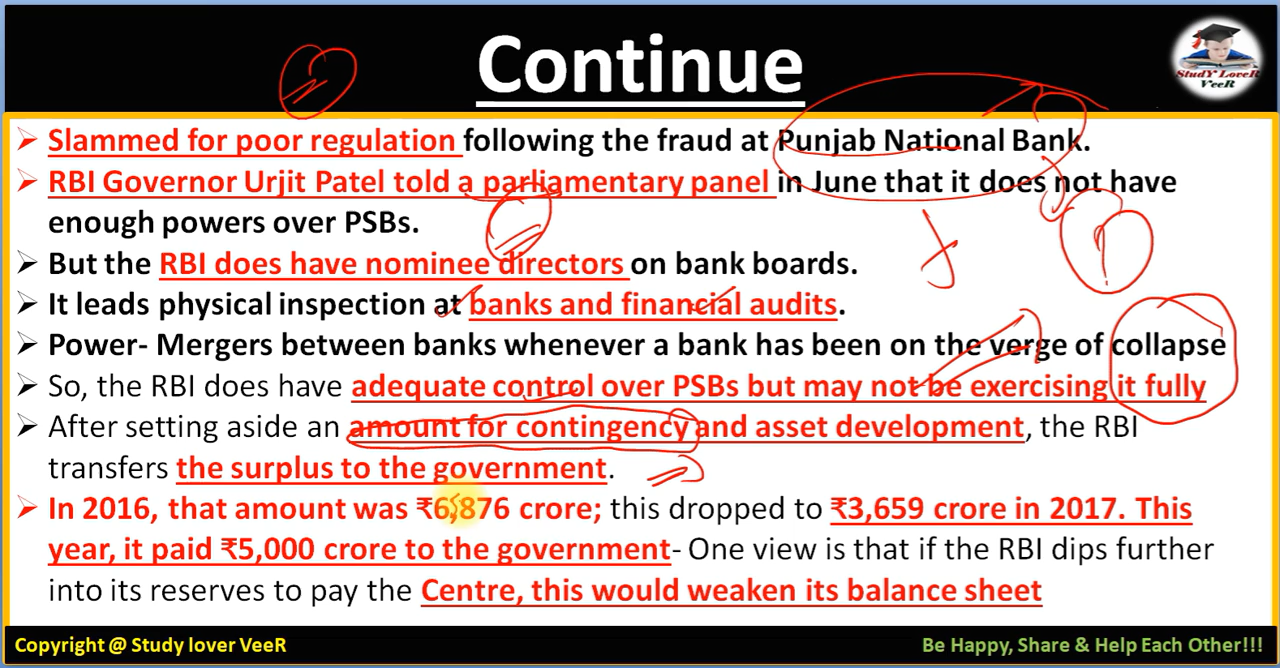 Continue
StudY LoveR
VeeR
➢ Slammed for poor regulation following the fraud at Punjab National Bank.
➢ RBI Governor Urjit Patel told a parliamentary panel in June that it does not have
enough powers over PSBs.
➢ But the RBI does have nominee directors on bank boards.
➢ It leads physical inspection at banks and financial audits.
➢ Power- Mergers between banks whenever a bank has been on the verge of collapse
➢ So, the RBI does have adequate control over PSBs but may not be exercising it fully
➢ After setting aside an amount for contingency and asset development, the RBI
transfers the surplus to the government.
➢ In 2016, that amount was ₹6,876 crore; this dropped to ₹3,659 crore in 2017. This
year, it paid ₹5,000 crore to the government- One view is that if the RBI dips further
into its reserves to pay the Centre, this would weaken its balance sheet
Copyright @ Study lover VeeR
Be Happy, Share & Help Each Other!!!